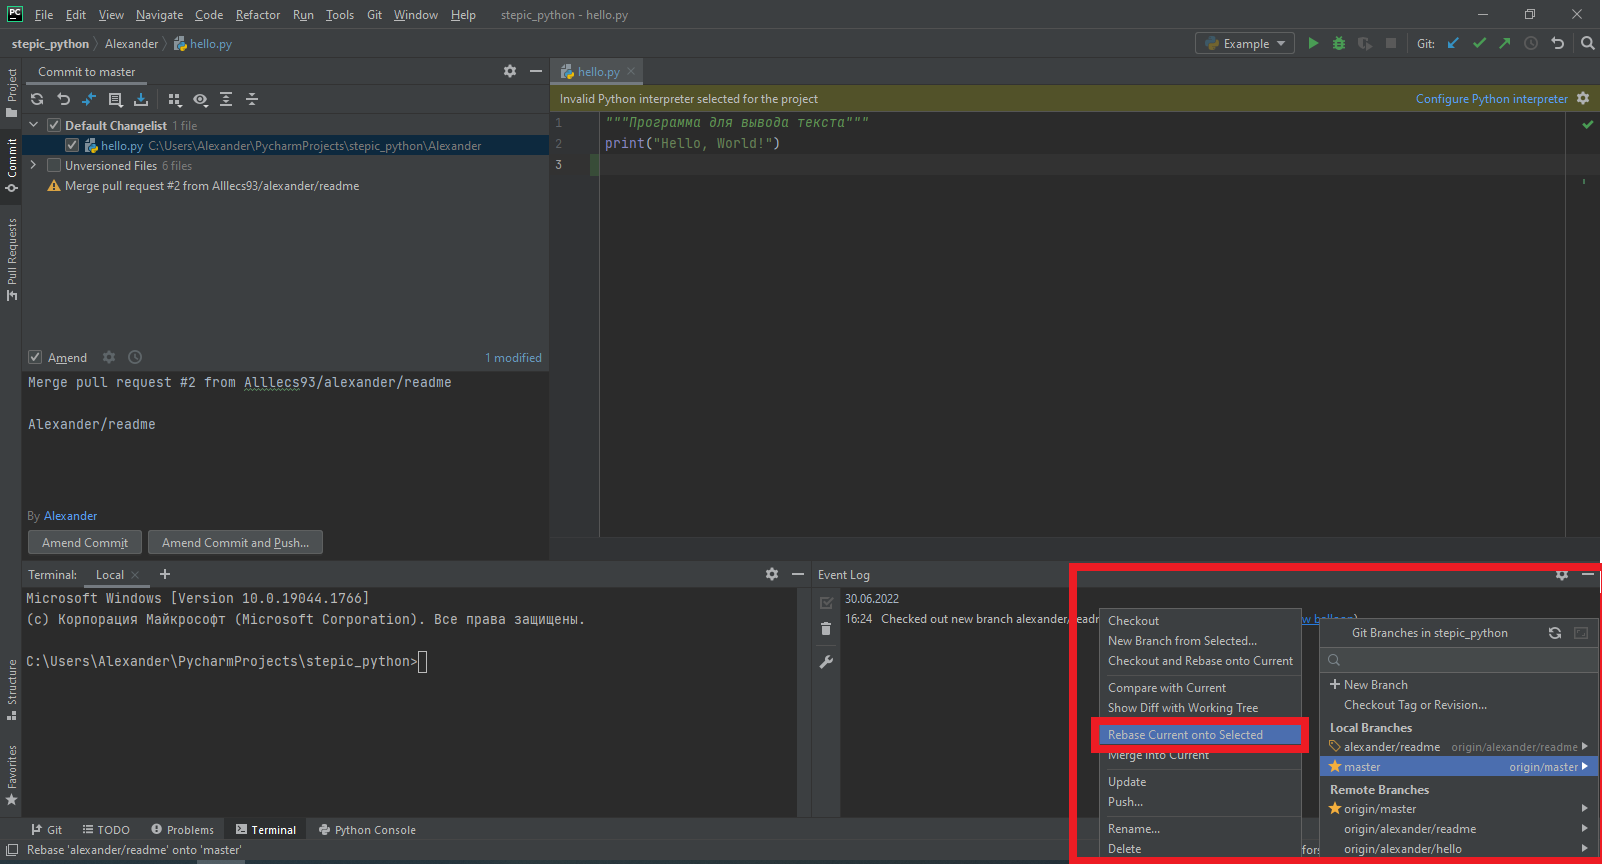 PC File Edit View Navigate Code Refactor Run Tools Git Window Help stepic_python - hello.py
stepic_python Alexander hello.py
Example Git:
Project
Commit
Pull Requests
Structure
Favorites
Commit to master
Default Changelist 1 file
hello.py C:\Users\Alexander\PycharmProjects\stepic_python\Alexander
Unversioned Files 6 files
Merge pull request #2 from Alllecs93/alexander/readme
Amend 1 modified
Merge pull request #2 from Alllecs93/alexander/readme
Alexander/readme
By Alexander
Amend Commit Amend Commit and Push...
hello.py
Invalid Python interpreter selected for the project Configure Python interpreter
1 """Программа для вывода текста"""
2 print("Hello, World!")
3
Terminal: Local
Microsoft Windows [Version 10.0.19044.1766]
(c) Корпорация Майкрософт (Microsoft Corporation). Все права защищены.
C:\Users\Alexander\PycharmProjects\stepic_python>
Event Log
30.06.2022
16:24 Checked out new branch alexander/readm
Checkout
New Branch from Selected...
Checkout and Rebase onto Current
Compare with Current
Show Diff with Working Tree
Rebase Current onto Selected
Merge into Current
Update
Push...
Rename...
Delete
Git Branches in stepic_python
New Branch
Checkout Tag or Revision...
Local Branches
alexander/readme origin/alexander/readme
master origin/master
Remote Branches
origin/master
origin/alexander/readme
origin/alexander/hello
Git TODO Problems Terminal Python Console
Rebase 'alexander/readme' onto 'master'